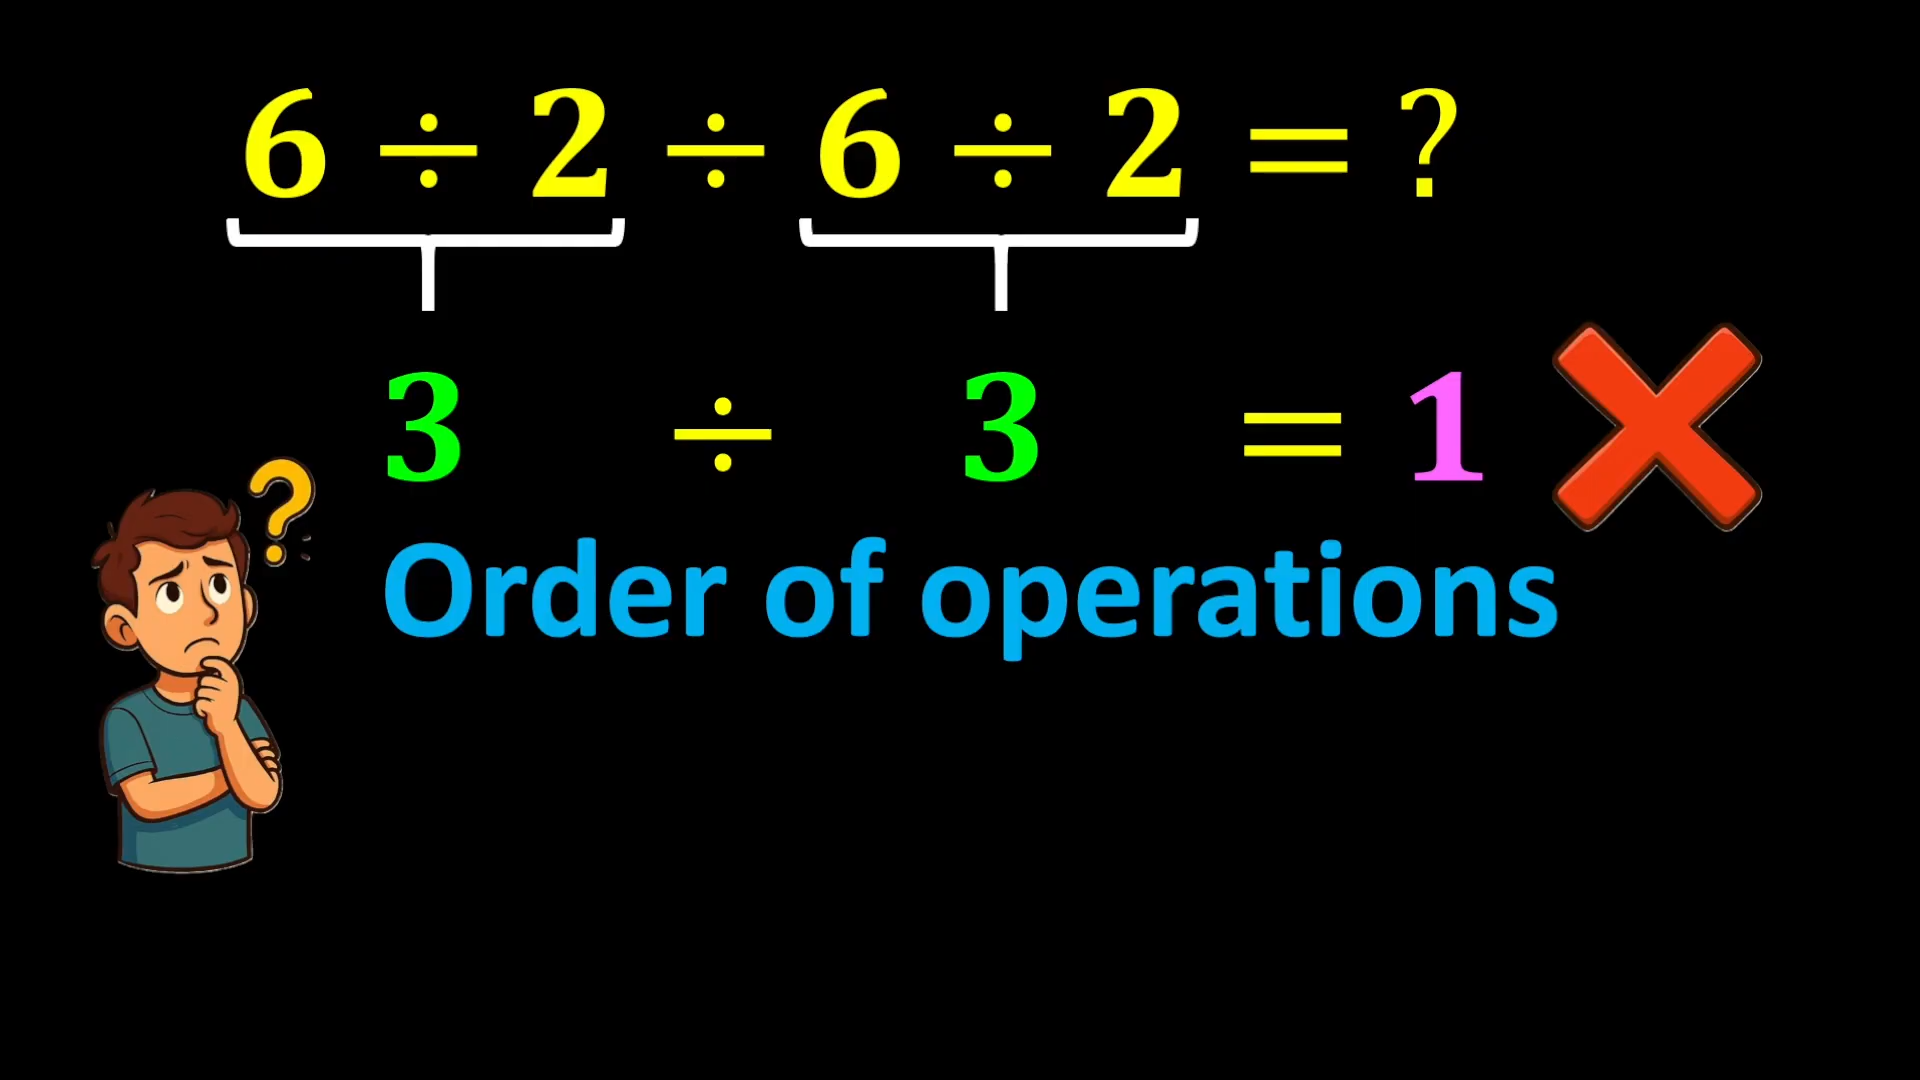 6 ÷ 2 ÷ 6 ÷ 2 = ?
3 ÷ 3 = 1
?
Order of operations